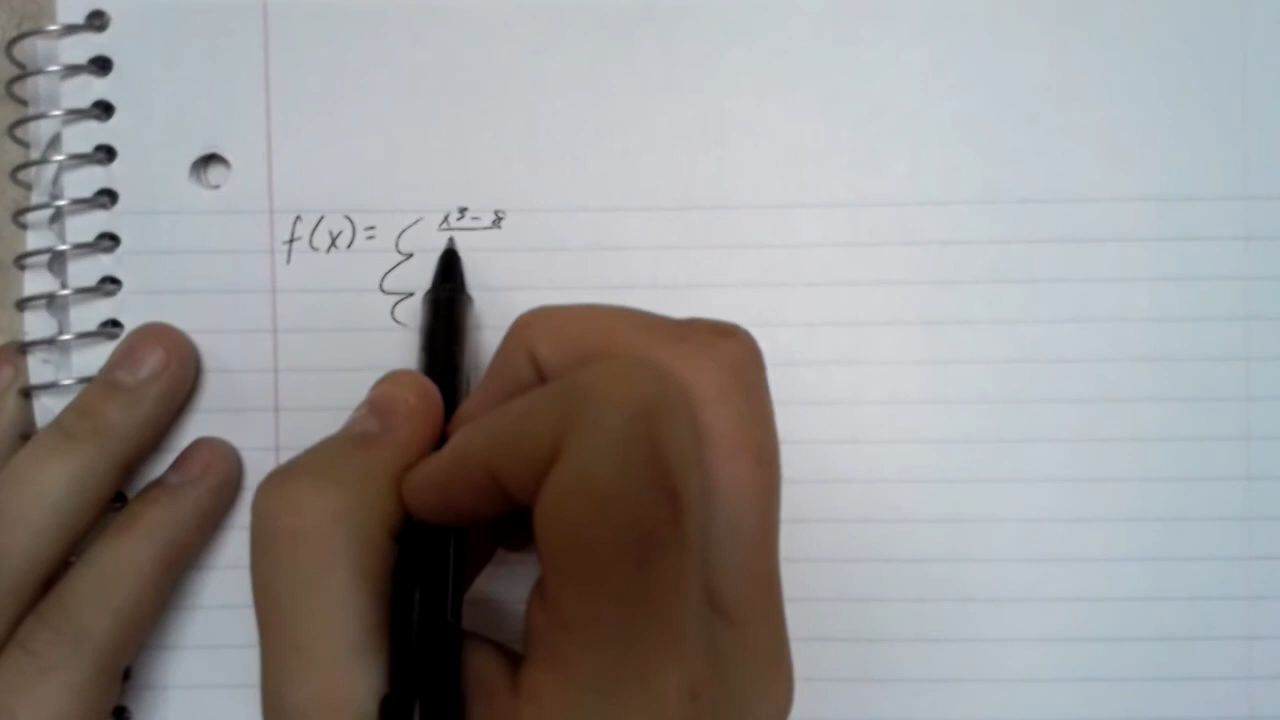 f(x) = { x³ - 8